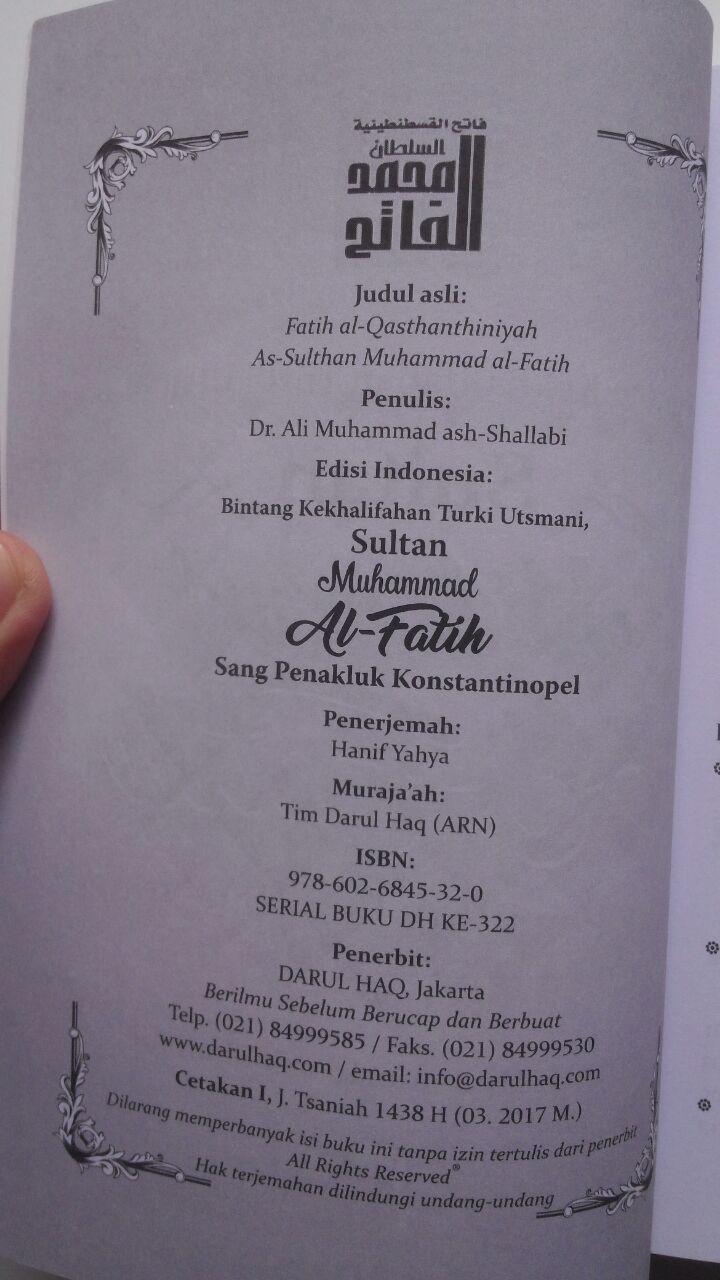 فاتح القسطنطينية
السلطان
محمد
الفاتح
Judul asli:
Fatih al-Qasthanthiniyah
As-Sulthan Muhammad al-Fatih
Penulis:
Dr. Ali Muhammad ash-Shallabi
Edisi Indonesia:
Bintang Kekhalifahan Turki Utsmani,
Sultan
Muhammad
Al-Fatih
Sang Penakluk Konstantinopel
Penerjemah:
Hanif Yahya
Muraja'ah:
Tim Darul Haq (ARN)
ISBN:
978-602-6845-32-0
SERIAL BUKU DH KE-322
Penerbit:
DARUL HAQ, Jakarta
Berilmu Sebelum Berucap dan Berbuat
Telp. (021) 84999585 / Faks. (021) 84999530
www.darulhaq.com / email: info@darulhaq.com
Cetakan I, J. Tsaniah 1438 H (03. 2017 M.)
Dilarang memperbanyak isi buku ini tanpa izin tertulis dari penerbit
All Rights Reserved®
Hak terjemahan dilindungi undang-undang